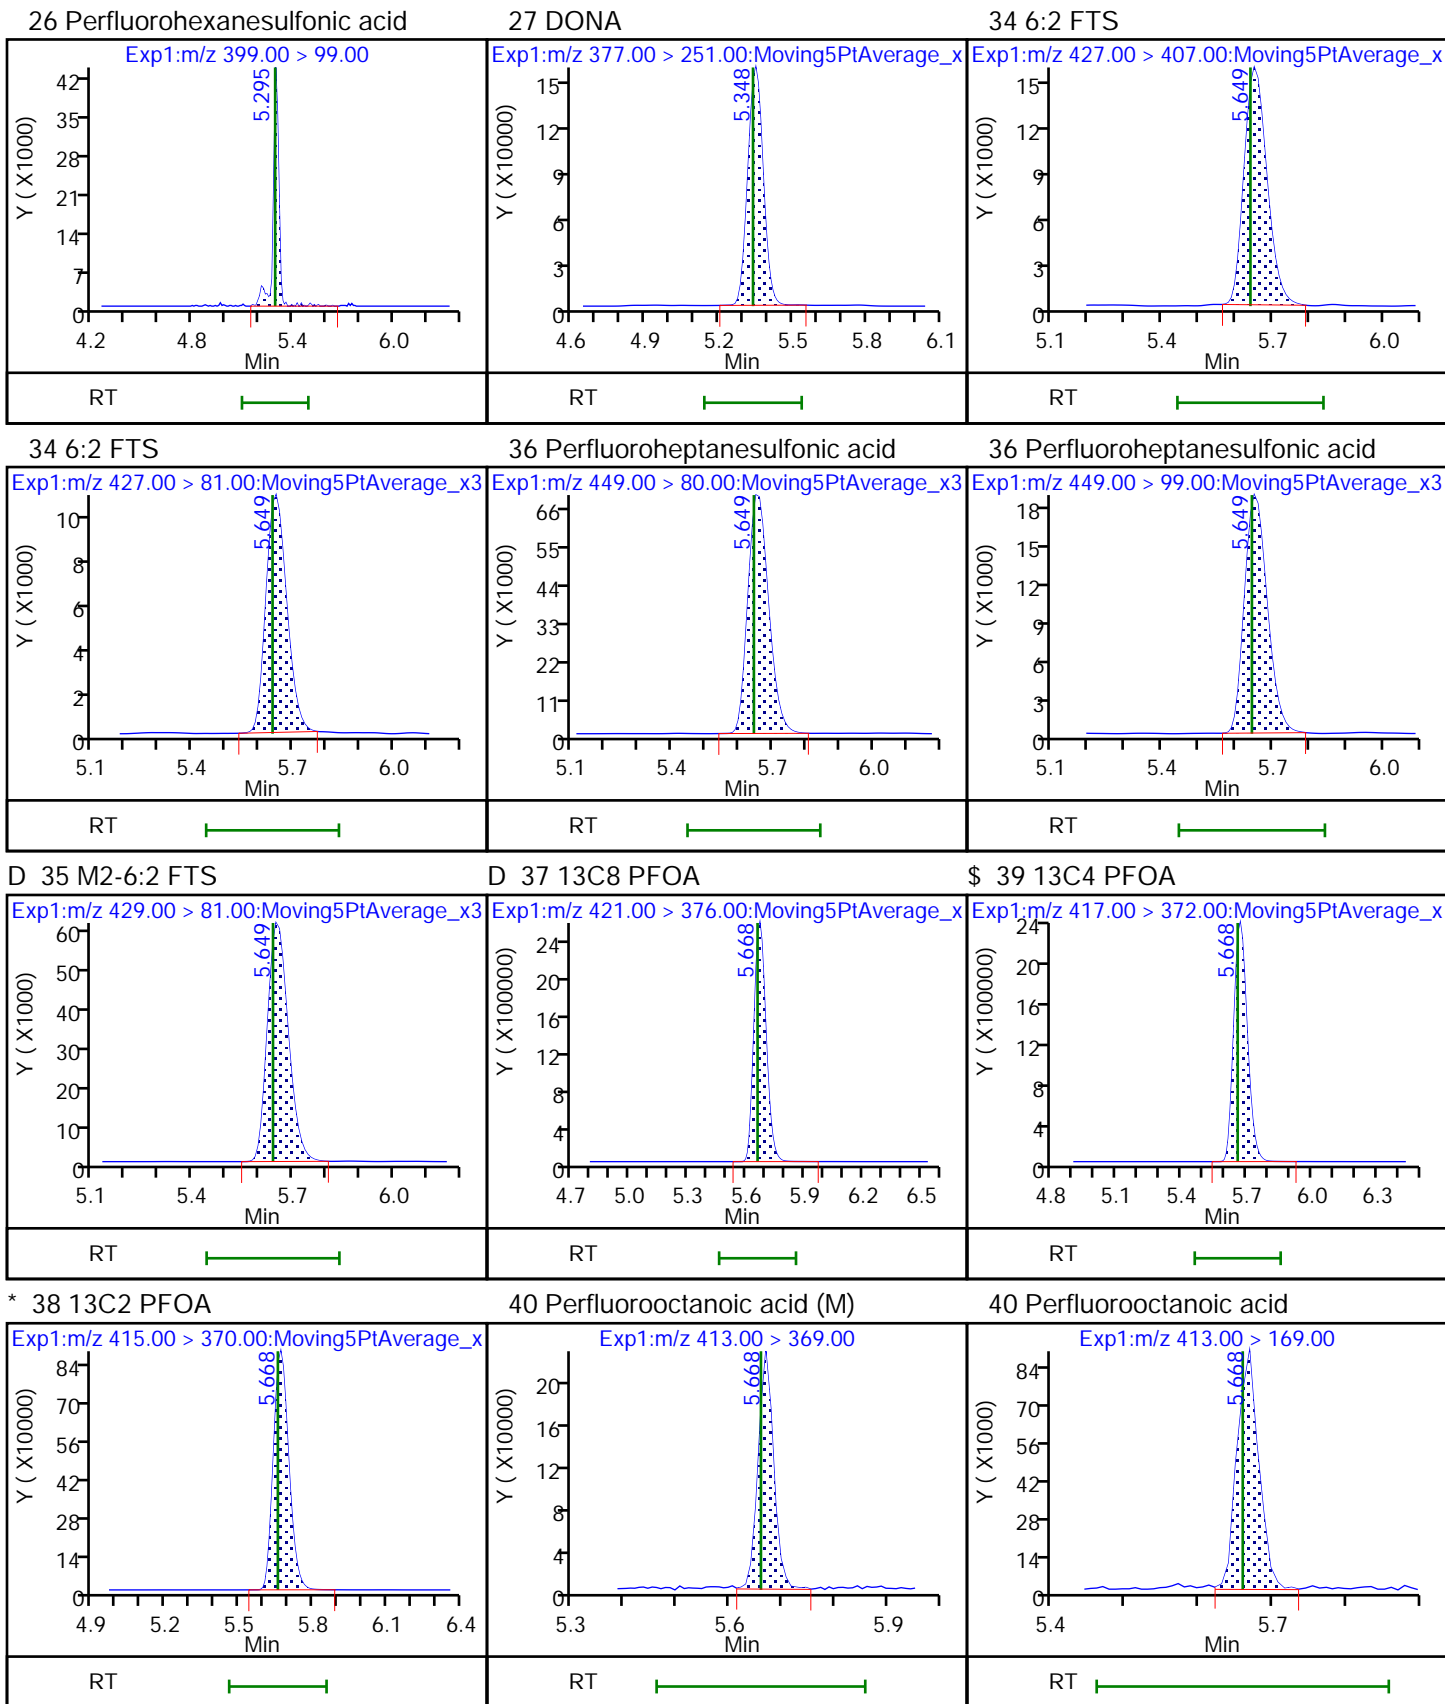 26 Perfluorohexanesulfonic acid
Exp1:m/z 399.00 > 99.00
5.295
Y ( X1000)
42
35
28
21
14
7
0
4.2 4.8 5.4 6.0
Min
RT
27 DONA
Exp1:m/z 377.00 > 251.00:Moving5PtAverage_x
5.348
Y ( X10000)
15
12
9
6
3
0
4.6 4.9 5.2 5.5 5.8 6.1
Min
RT
34 6:2 FTS
Exp1:m/z 427.00 > 407.00:Moving5PtAverage_x
5.649
Y ( X1000)
15
12
9
6
3
0
5.1 5.4 5.7 6.0
Min
RT
34 6:2 FTS
Exp1:m/z 427.00 > 81.00:Moving5PtAverage_x3
5.649
Y ( X1000)
10
8
6
4
2
0
5.1 5.4 5.7 6.0
Min
RT
36 Perfluoroheptanesulfonic acid
Exp1:m/z 449.00 > 80.00:Moving5PtAverage_x3
5.649
Y ( X1000)
66
55
44
33
22
11
0
5.1 5.4 5.7 6.0
Min
RT
36 Perfluoroheptanesulfonic acid
Exp1:m/z 449.00 > 99.00:Moving5PtAverage_x3
5.649
Y ( X1000)
18
15
12
9
6
3
0
5.1 5.4 5.7 6.0
Min
RT
D 35 M2-6:2 FTS
Exp1:m/z 429.00 > 81.00:Moving5PtAverage_x3
5.649
Y ( X1000)
60
50
40
30
20
10
0
5.1 5.4 5.7 6.0
Min
RT
D 37 13C8 PFOA
Exp1:m/z 421.00 > 376.00:Moving5PtAverage_x
5.668
Y ( X100000)
24
20
16
12
8
4
0
4.7 5.0 5.3 5.6 5.9 6.2 6.5
Min
RT
$ 39 13C4 PFOA
Exp1:m/z 417.00 > 372.00:Moving5PtAverage_x
5.668
Y ( X100000)
24
20
16
12
8
4
0
4.8 5.1 5.4 5.7 6.0 6.3
Min
RT
* 38 13C2 PFOA
Exp1:m/z 415.00 > 370.00:Moving5PtAverage_x
5.668
Y ( X10000)
84
70
56
42
28
14
0
4.9 5.2 5.5 5.8 6.1 6.4
Min
RT
40 Perfluorooctanoic acid (M)
Exp1:m/z 413.00 > 369.00
5.668
Y ( X10000)
20
16
12
8
4
0
5.3 5.6 5.9
Min
RT
40 Perfluorooctanoic acid
Exp1:m/z 413.00 > 169.00
5.668
Y ( X1000)
84
70
56
42
28
14
0
5.4 5.7
Min
RT